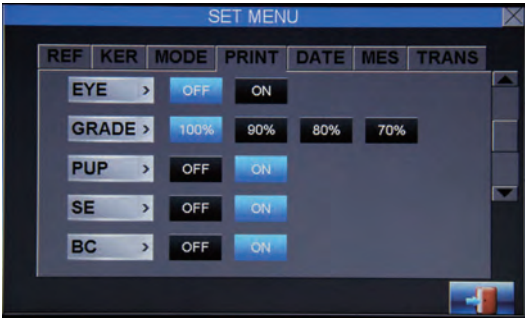 SET MENU
REF KER MODE PRINT DATE MES TRANS
EYE > OFF ON
GRADE > 100% 90% 80% 70%
PUP > OFF ON
SE > OFF ON
BC > OFF ON